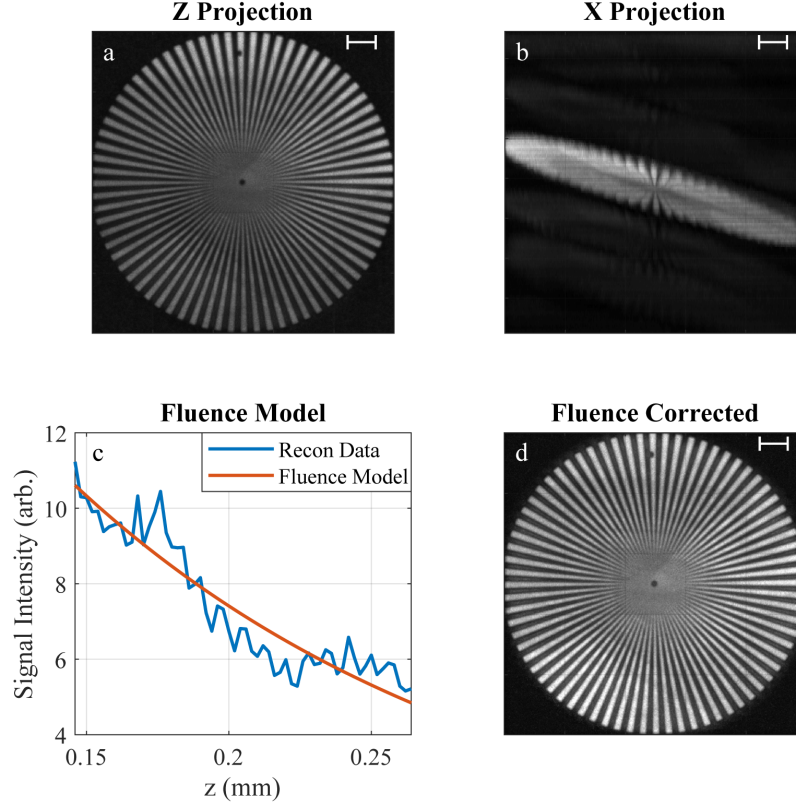 Z Projection
X Projection
a
b
Fluence Model
Fluence Corrected
12
10
8
6
4
Signal Intensity (arb.)
c
Recon Data
Fluence Model
0.15
0.2
0.25
z (mm)
d